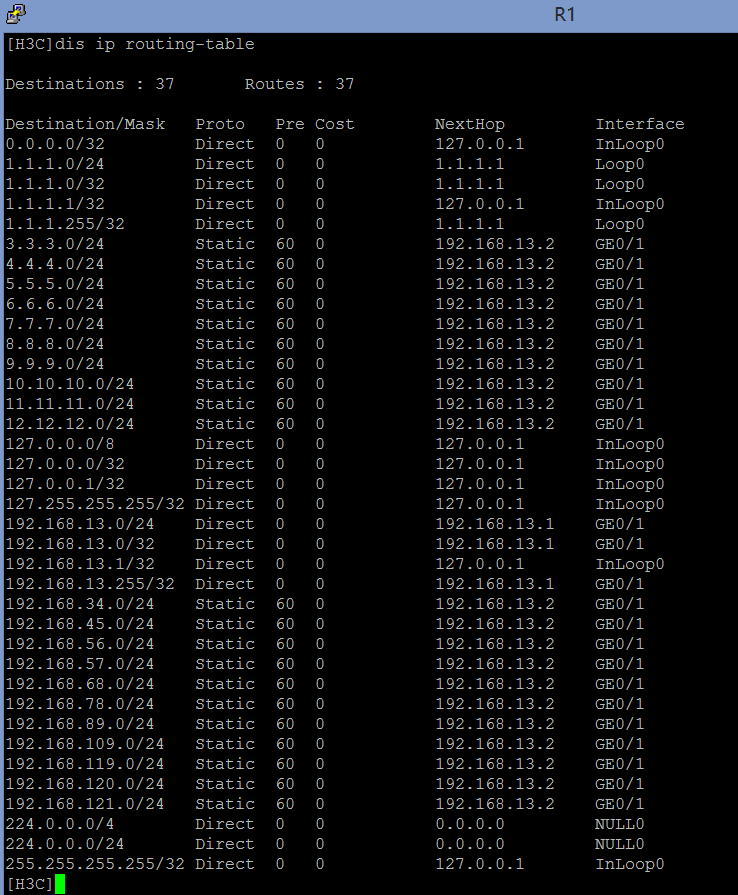 R1
[H3C]dis ip routing-table
Destinations : 37 Routes : 37
Destination/Mask Proto Pre Cost NextHop Interface
0.0.0.0/32 Direct 0 0 127.0.0.1 InLoop0
1.1.1.0/24 Direct 0 0 1.1.1.1 Loop0
1.1.1.0/32 Direct 0 0 1.1.1.1 Loop0
1.1.1.1/32 Direct 0 0 127.0.0.1 InLoop0
1.1.1.255/32 Direct 0 0 1.1.1.1 Loop0
3.3.3.0/24 Static 60 0 192.168.13.2 GE0/1
4.4.4.0/24 Static 60 0 192.168.13.2 GE0/1
5.5.5.0/24 Static 60 0 192.168.13.2 GE0/1
6.6.6.0/24 Static 60 0 192.168.13.2 GE0/1
7.7.7.0/24 Static 60 0 192.168.13.2 GE0/1
8.8.8.0/24 Static 60 0 192.168.13.2 GE0/1
9.9.9.0/24 Static 60 0 192.168.13.2 GE0/1
10.10.10.0/24 Static 60 0 192.168.13.2 GE0/1
11.11.11.0/24 Static 60 0 192.168.13.2 GE0/1
12.12.12.0/24 Static 60 0 192.168.13.2 GE0/1
127.0.0.0/8 Direct 0 0 127.0.0.1 InLoop0
127.0.0.0/32 Direct 0 0 127.0.0.1 InLoop0
127.0.0.1/32 Direct 0 0 127.0.0.1 InLoop0
127.255.255.255/32 Direct 0 0 127.0.0.1 InLoop0
192.168.13.0/24 Direct 0 0 192.168.13.1 GE0/1
192.168.13.0/32 Direct 0 0 192.168.13.1 GE0/1
192.168.13.1/32 Direct 0 0 127.0.0.1 InLoop0
192.168.13.255/32 Direct 0 0 192.168.13.1 GE0/1
192.168.34.0/24 Static 60 0 192.168.13.2 GE0/1
192.168.45.0/24 Static 60 0 192.168.13.2 GE0/1
192.168.56.0/24 Static 60 0 192.168.13.2 GE0/1
192.168.57.0/24 Static 60 0 192.168.13.2 GE0/1
192.168.68.0/24 Static 60 0 192.168.13.2 GE0/1
192.168.78.0/24 Static 60 0 192.168.13.2 GE0/1
192.168.89.0/24 Static 60 0 192.168.13.2 GE0/1
192.168.109.0/24 Static 60 0 192.168.13.2 GE0/1
192.168.119.0/24 Static 60 0 192.168.13.2 GE0/1
192.168.120.0/24 Static 60 0 192.168.13.2 GE0/1
192.168.121.0/24 Static 60 0 192.168.13.2 GE0/1
224.0.0.0/4 Direct 0 0 0.0.0.0 NULL0
224.0.0.0/24 Direct 0 0 0.0.0.0 NULL0
255.255.255.255/32 Direct 0 0 127.0.0.1 InLoop0
[H3C]